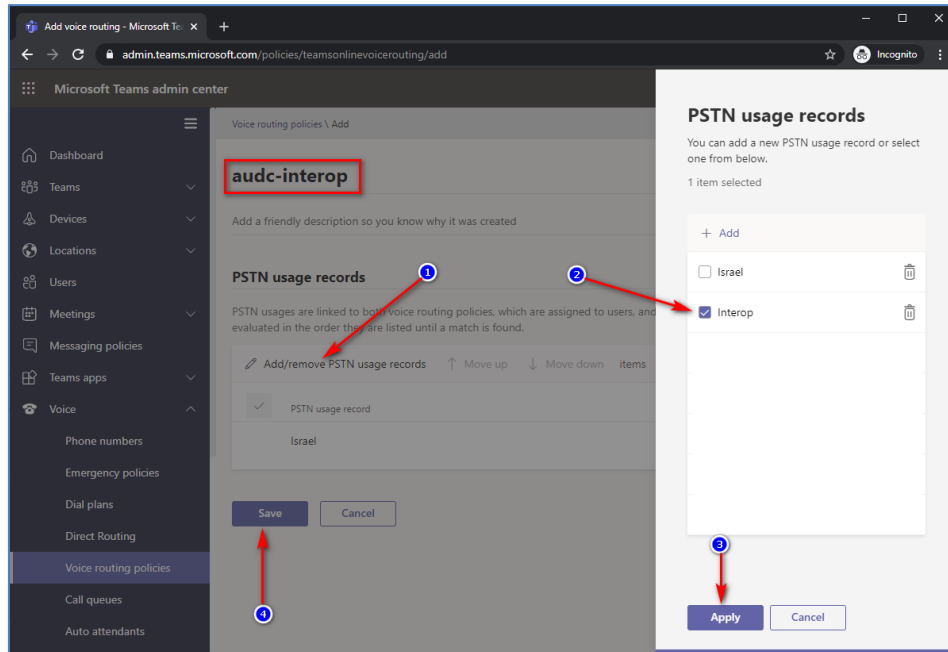 Add voice routing - Microsoft Te
admin.teams.microsoft.com/policies/teamsonlinevoicerouting/add
Incognito
Microsoft Teams admin center
Dashboard
Teams
Devices
Locations
Users
Meetings
Messaging policies
Teams apps
Voice
Phone numbers
Emergency policies
Dial plans
Direct Routing
Voice routing policies
Call queues
Auto attendants
Voice routing policies \ Add
audc-interop
Add a friendly description so you know why it was created
PSTN usage records
1
2
PSTN usages are linked to both voice routing policies, which are assigned to users, and
evaluated in the order they are listed until a match is found.
Add/remove PSTN usage records Move up Move down items
PSTN usage record
Israel
Save Cancel
4
PSTN usage records
You can add a new PSTN usage record or select
one from below.
1 item selected
+ Add
Israel
Interop
3
Apply Cancel